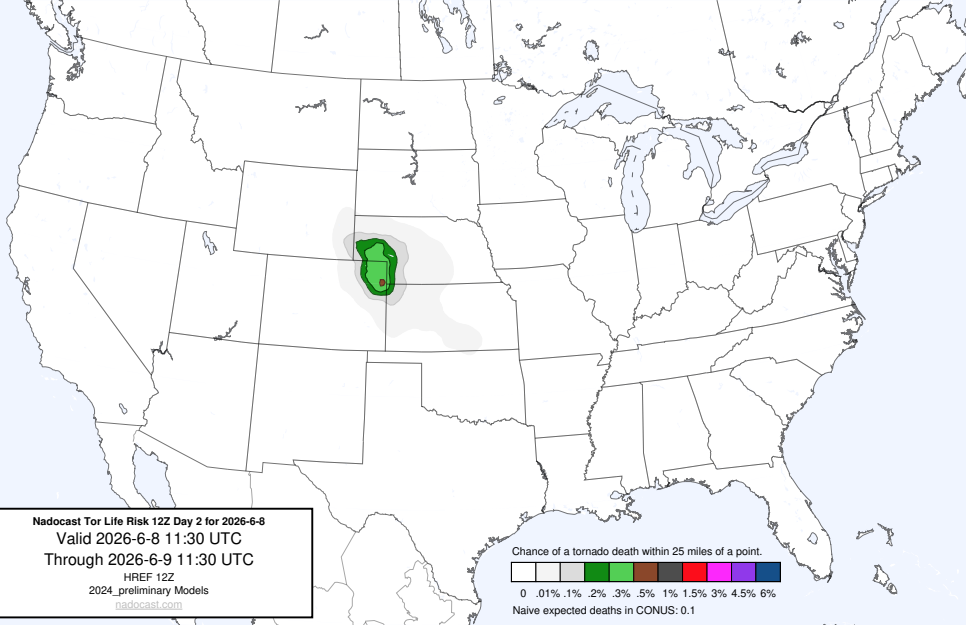 Nadocast Tor Life Risk 12Z Day 2 for 2026-6-8
Valid 2026-6-8 11:30 UTC
Through 2026-6-9 11:30 UTC
HREF 12Z
2024_preliminary Models
nadocast.com
Chance of a tornado death within 25 miles of a point.
0 .01% .1% .2% .3% .5% 1% 1.5% 3% 4.5% 6%
Naive expected deaths in CONUS: 0.1